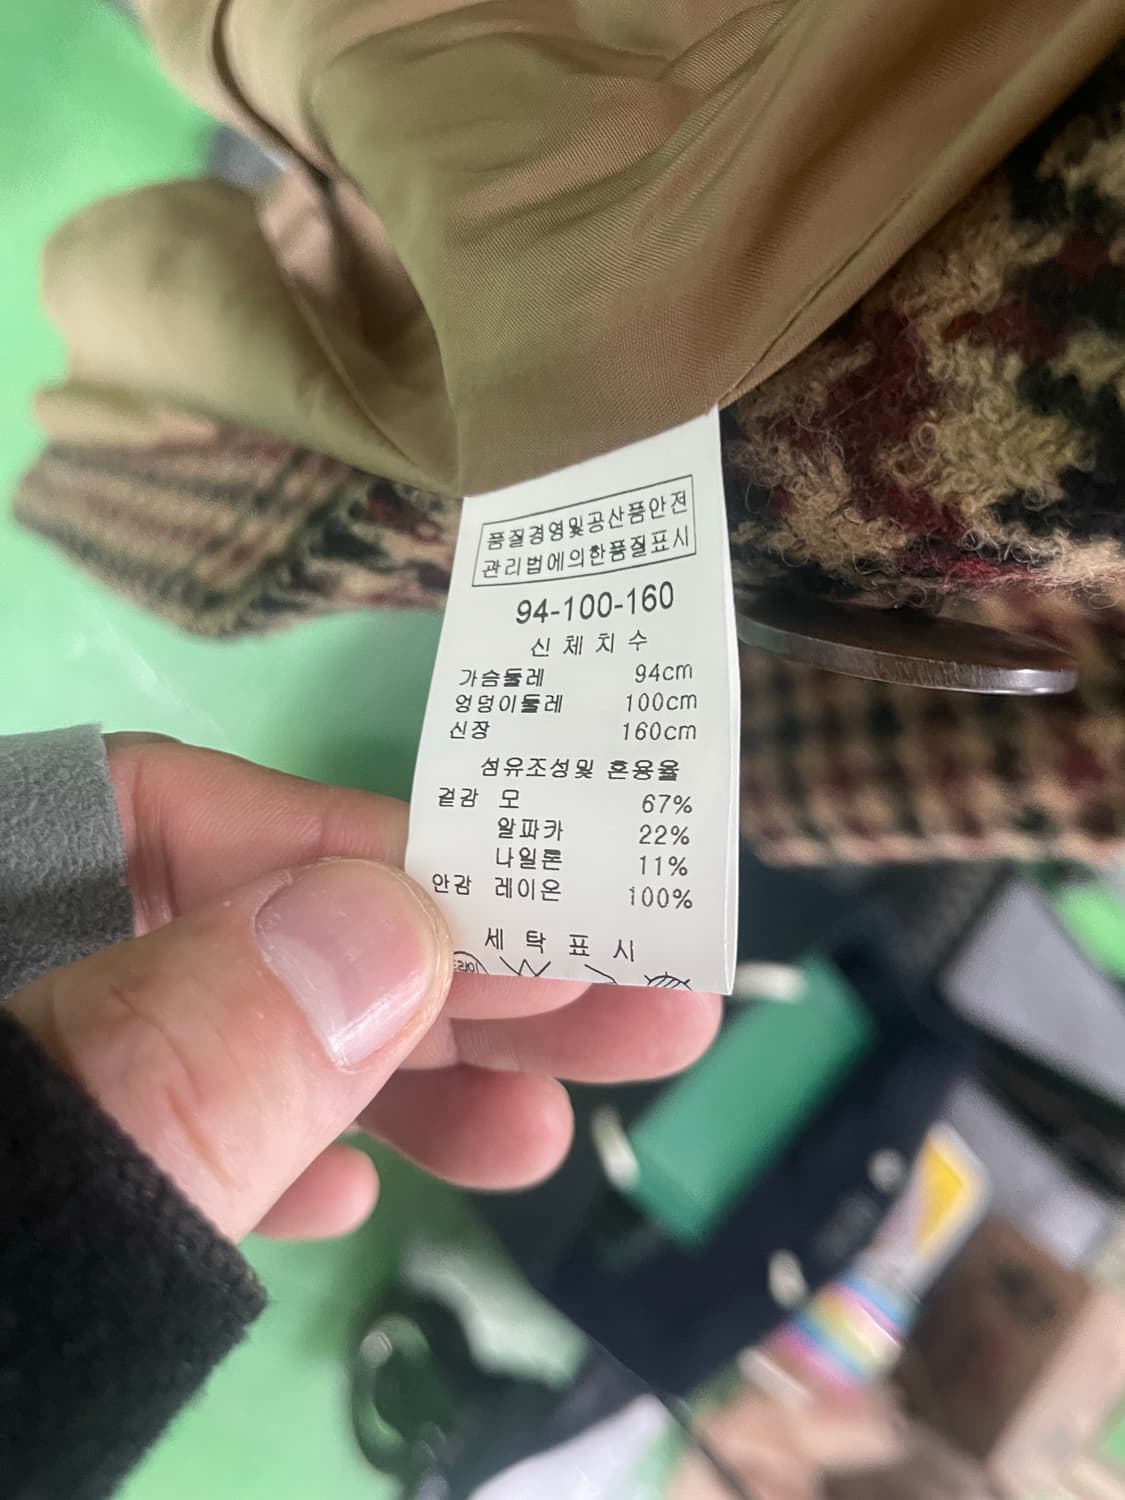 품질경영및공산품안전
관리법에의한품질표시
94-100-160
신 체 치 수
가슴둘레 94cm
엉덩이둘레 100cm
신장 160cm
섬유조성및 혼용율
겉감 모 67%
알파카 22%
나일론 11%
안감 레이온 100%
세 탁 표 시